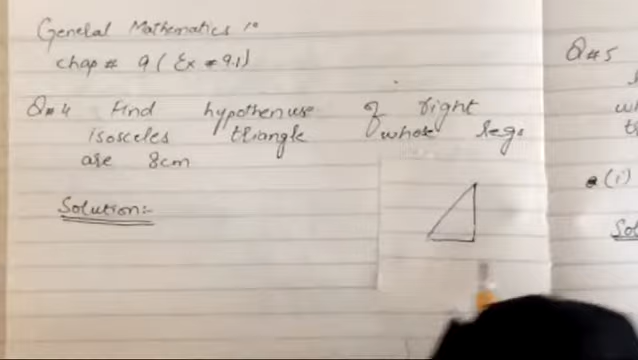 General Mathematics 10
chap # 9 (Ex # 9.1)
Q# 4 Find hypothenuse of right
isosceles triangle whose legs
are 8cm
Solution:-
Q#5
(i)